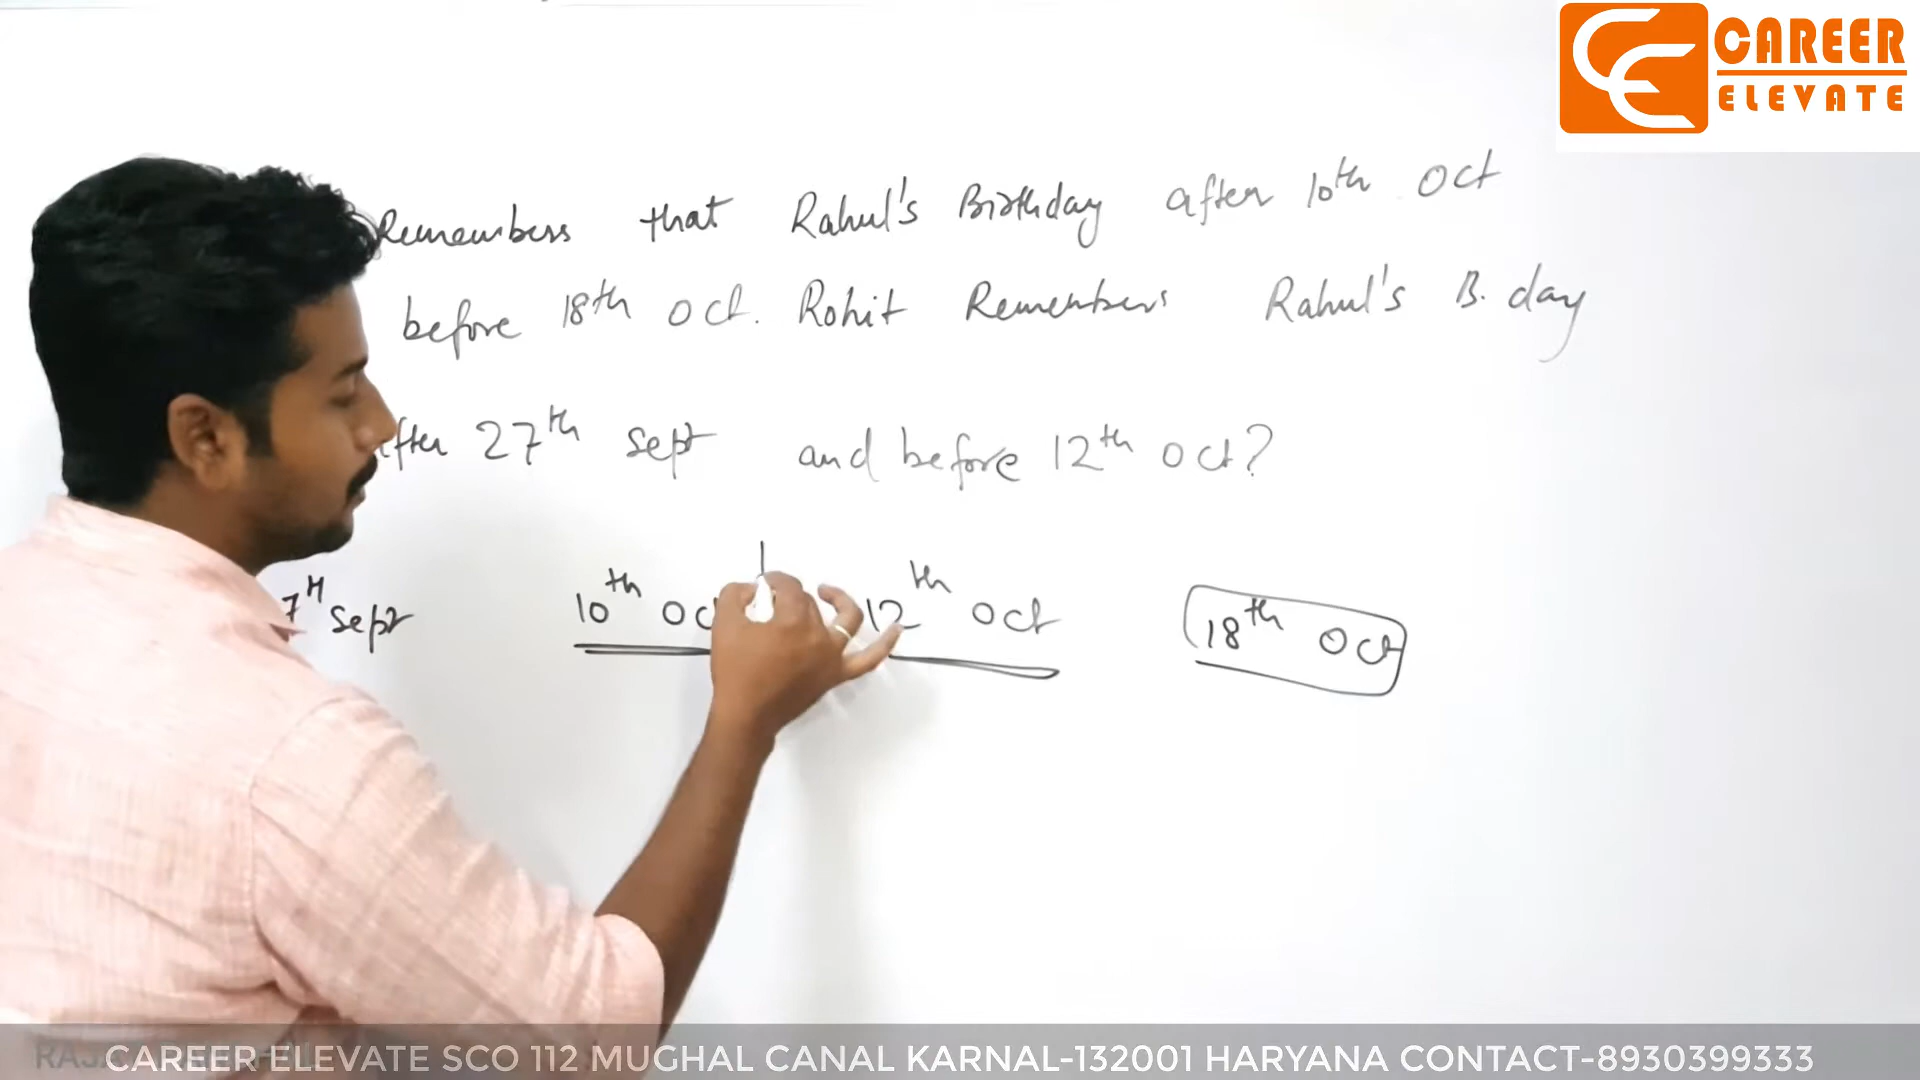 CAREER
ELEVATE
Remembers that Rahul's Birthday after 10th Oct
before 18th Oct. Rohit Remembers Rahul's B. day
after 27th Sept and before 12th Oct?
7th Sept 10th Oct 12th Oct 18th Oct
CAREER ELEVATE SCO 112 MUGHAL CANAL KARNAL-132001 HARYANA CONTACT-8930399333